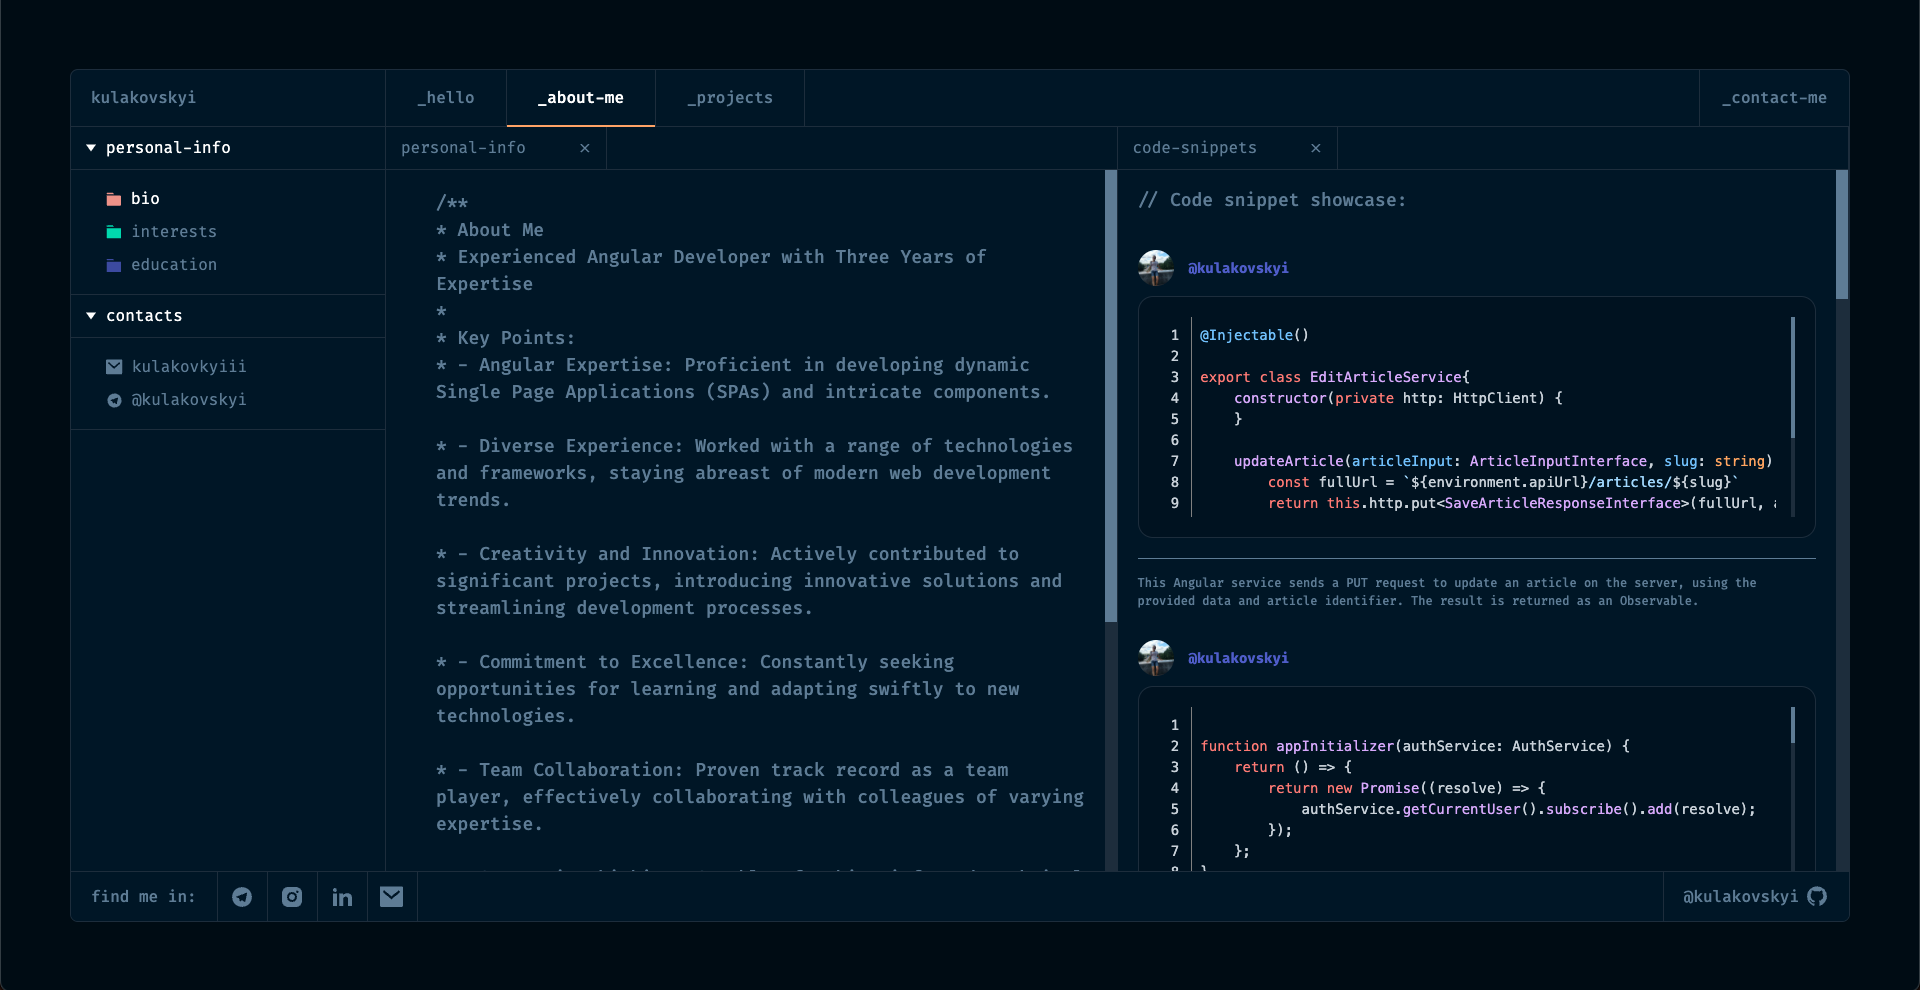 kulakovskyi
_hello
_about-me
_projects
_contact-me
personal-info
bio
interests
education
contacts
kulakovkyiii
@kulakovskyi
personal-info ×
/**
* About Me
* Experienced Angular Developer with Three Years of
Expertise
*
* Key Points:
* - Angular Expertise: Proficient in developing dynamic
Single Page Applications (SPAs) and intricate components.
* - Diverse Experience: Worked with a range of technologies
and frameworks, staying abreast of modern web development
trends.
* - Creativity and Innovation: Actively contributed to
significant projects, introducing innovative solutions and
streamlining development processes.
* - Commitment to Excellence: Constantly seeking
opportunities for learning and adapting swiftly to new
technologies.
* - Team Collaboration: Proven track record as a team
player, effectively collaborating with colleagues of varying
expertise.
code-snippets ×
// Code snippet showcase:
@kulakovskyi
1 @Injectable()
2
3 export class EditArticleService{
4 constructor(private http: HttpClient) {
5 }
6
7 updateArticle(articleInput: ArticleInputInterface, slug: string)
8 const fullUrl = `${environment.apiUrl}/articles/${slug}`
9 return this.http.put<SaveArticleResponseInterface>(fullUrl,
This Angular service sends a PUT request to update an article on the server, using the
provided data and article identifier. The result is returned as an Observable.
@kulakovskyi
1
2 function appInitializer(authService: AuthService) {
3 return () => {
4 return new Promise((resolve) => {
5 authService.getCurrentUser().subscribe().add(resolve);
6 });
7 };
8 }
find me in:
@kulakovskyi